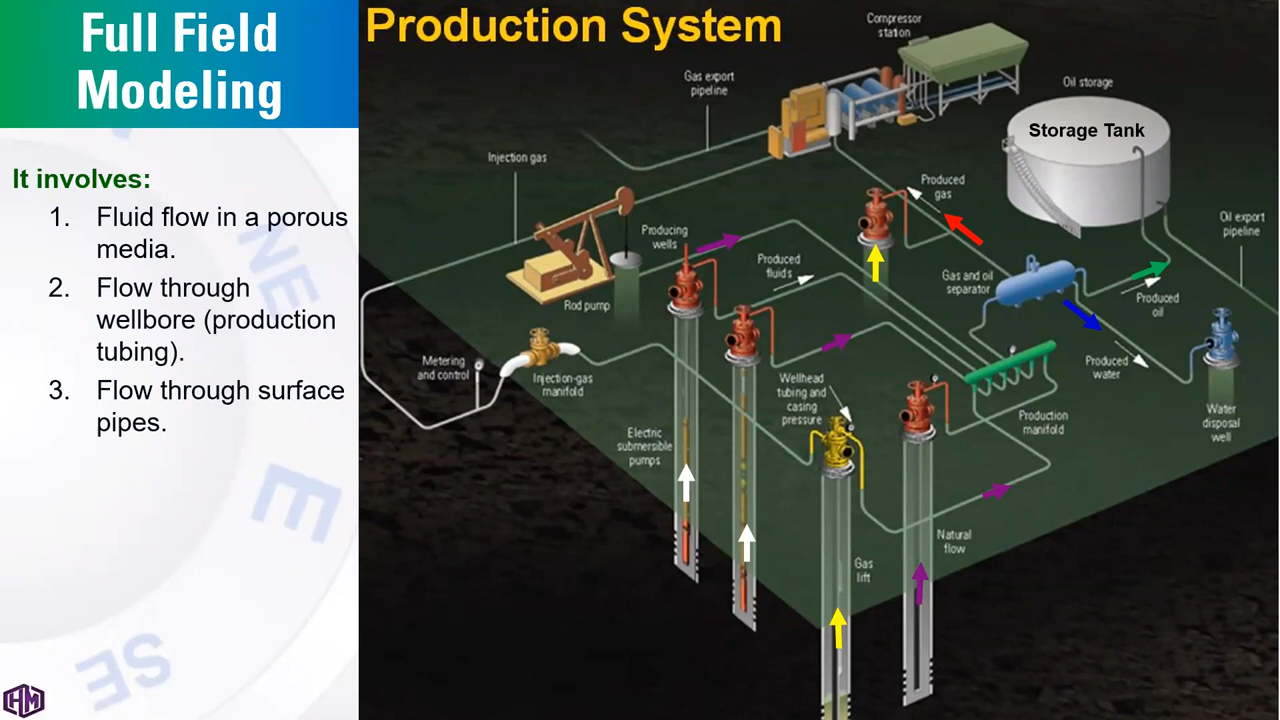 Full Field
Modeling
It involves:
1. Fluid flow in a porous
media.
2. Flow through
wellbore (production
tubing).
3. Flow through surface
pipes.
NE
E
SE
HM
Production System
Compressor
station
Gas export
pipeline
Oil storage
Storage Tank
Injection gas
Produced
gas
Producing
wells
Oil export
pipeline
Produced
fluids
Gas and oil
separator
Rod pump
Produced
oil
Metering
and control
Injection-gas
manifold
Produced
water
Wellhead
tubing and
casing
pressure
Production
manifold
Water
disposal
well
Electric
submersible
pumps
Natural
flow
Gas
lift